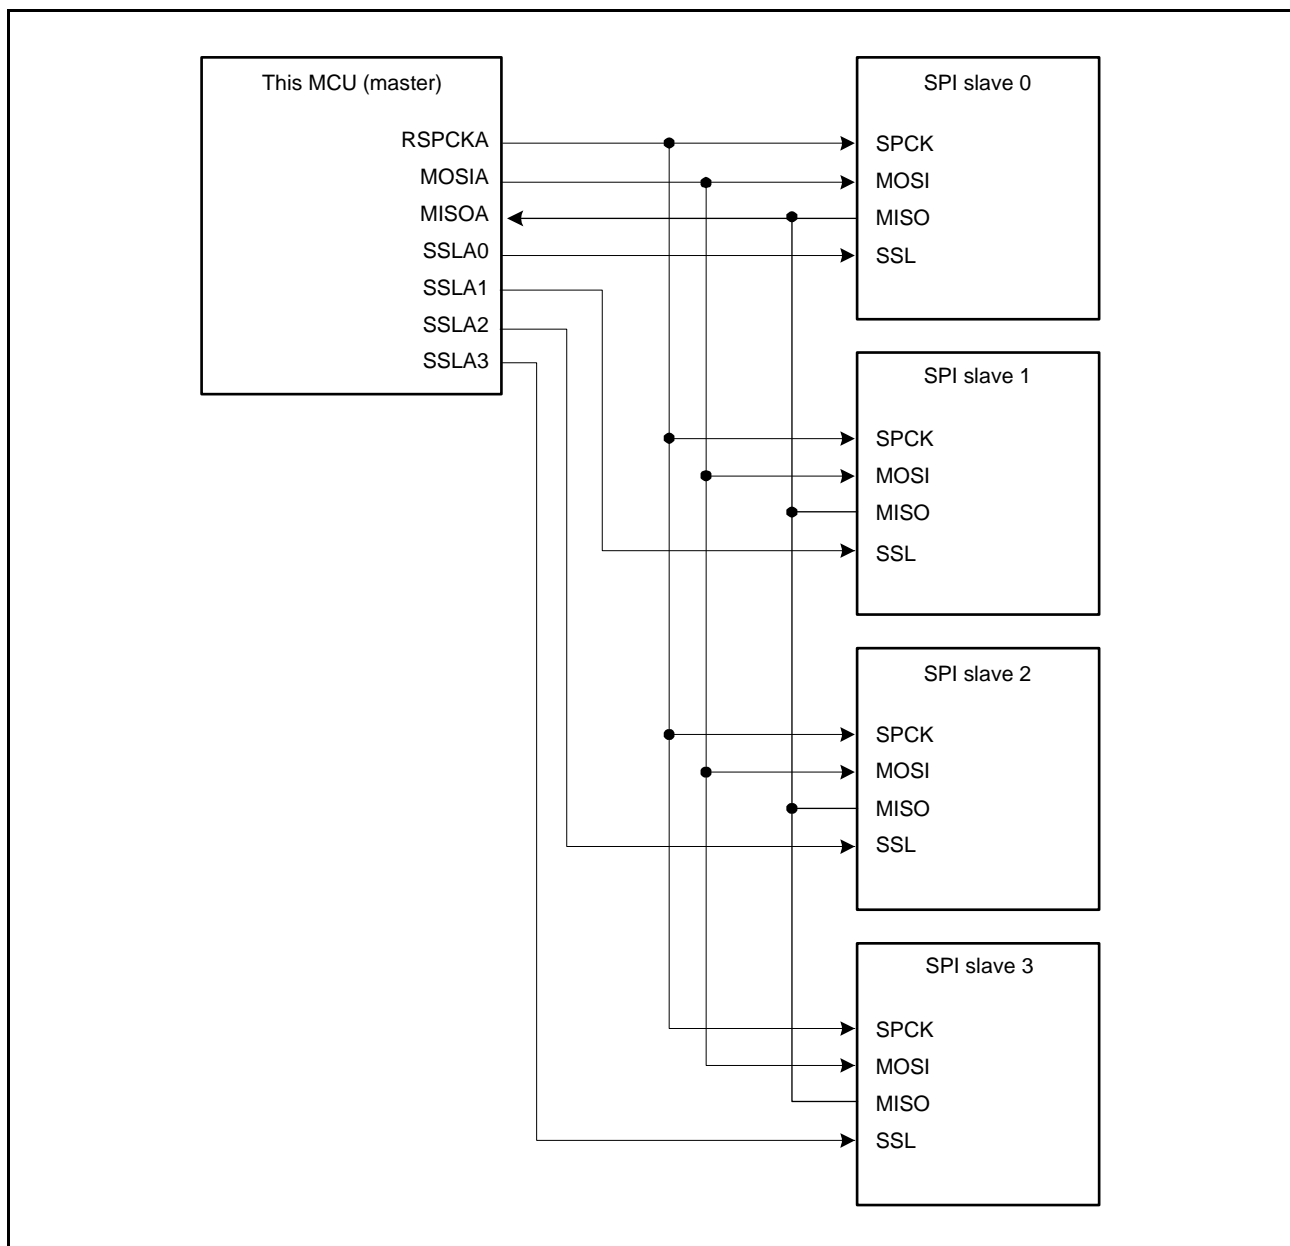 This MCU (master)
RSPCKA
MOSIA
MISOA
SSLA0
SSLA1
SSLA2
SSLA3
SPI slave 0
SPCK
MOSI
MISO
SSL
SPI slave 1
SPCK
MOSI
MISO
SSL
SPI slave 2
SPCK
MOSI
MISO
SSL
SPI slave 3
SPCK
MOSI
MISO
SSL